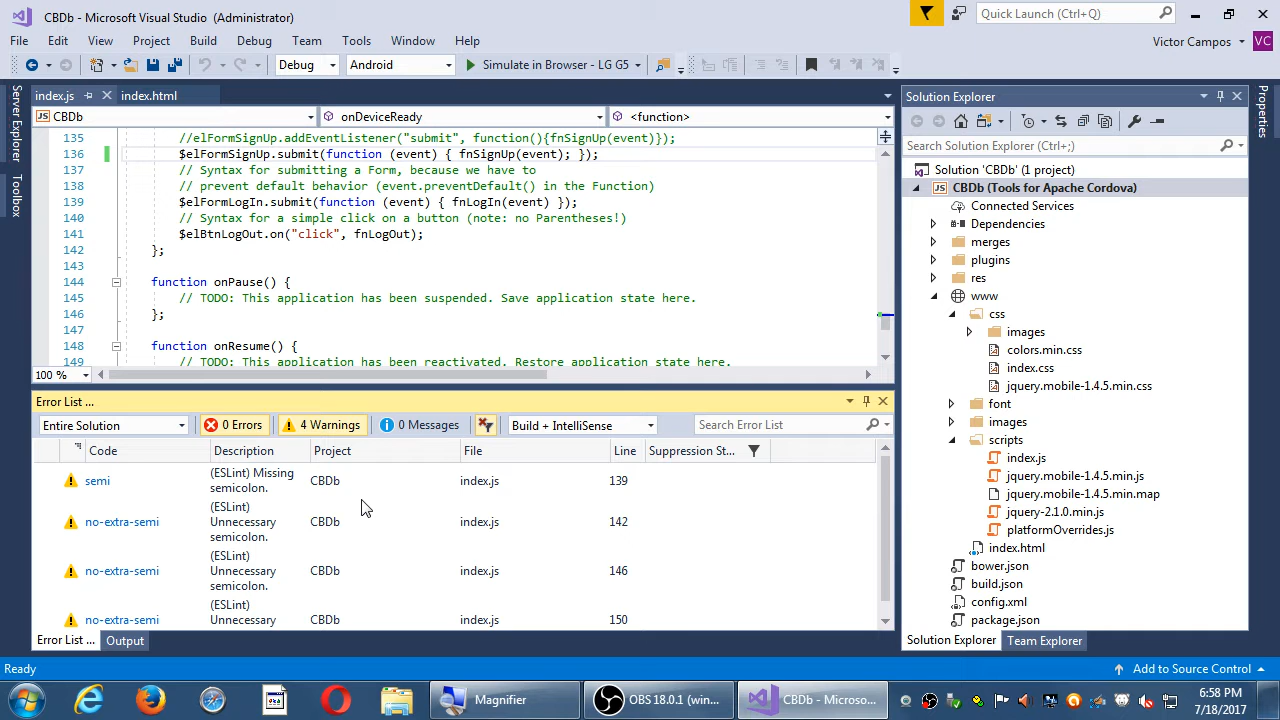 CBDb - Microsoft Visual Studio (Administrator)
Quick Launch (Ctrl+Q)
File Edit View Project Build Debug Team Tools Window Help
Victor Campos VC
Debug Android Simulate in Browser - LG G5
Server Explorer
Toolbox
index.js index.html
CBDb onDeviceReady <function>
135 //elFormSignUp.addEventListener("submit", function(){fnSignUp(event)});
136 $elFormSignUp.submit(function (event) { fnSignUp(event); });
137 // Syntax for submitting a Form, because we have to
138 // prevent default behavior (event.preventDefault() in the Function)
139 $elFormLogIn.submit(function (event) { fnLogIn(event) });
140 // Syntax for a simple click on a button (note: no Parentheses!)
141 $elBtnLogOut.on("click", fnLogOut);
142 };
143
144 function onPause() {
145 // TODO: This application has been suspended. Save application state here.
146 };
147
148 function onResume() {
149 // TODO: This application has been reactivated. Restore application state here.
100 %
Error List ...
Entire Solution 0 Errors 4 Warnings 0 Messages Build + IntelliSense Search Error List
Code Description Project File Line Suppression St...
semi (ESLint) Missing semicolon. CBDb index.js 139
no-extra-semi (ESLint) Unnecessary semicolon. CBDb index.js 142
no-extra-semi (ESLint) Unnecessary semicolon. CBDb index.js 146
no-extra-semi (ESLint) Unnecessary CBDb index.js 150
Error List ... Output
Solution Explorer
Search Solution Explorer (Ctrl+;)
Solution 'CBDb' (1 project)
CBDb (Tools for Apache Cordova)
Connected Services
Dependencies
merges
plugins
res
www
css
images
colors.min.css
index.css
jquery.mobile-1.4.5.min.css
font
images
scripts
index.js
jquery.mobile-1.4.5.min.js
jquery.mobile-1.4.5.min.map
jquery-2.1.0.min.js
platformOverrides.js
index.html
bower.json
build.json
config.xml
package.json
Solution Explorer Team Explorer
Properties
Ready Add to Source Control
Magnifier OBS 18.0.1 (win... CBDb - Microso...
6:58 PM
7/18/2017